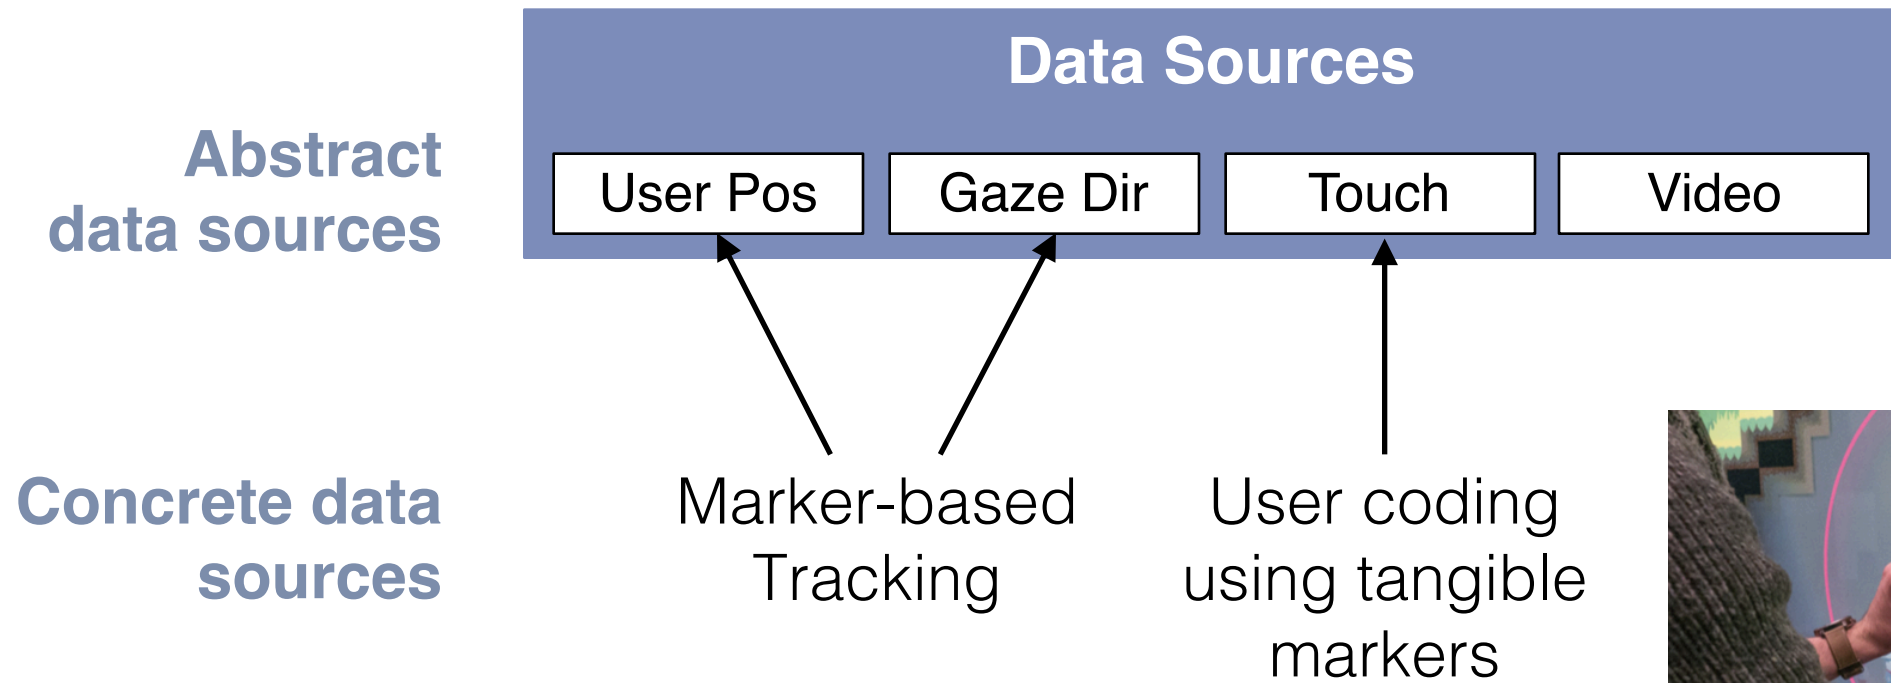 Data Sources
Abstract
data sources
User Pos
Gaze Dir
Touch
Video
Concrete data
sources
Marker-based
Tracking
User coding
using tangible
markers